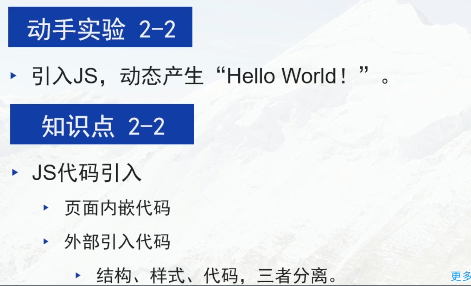 动手实验 2-2
引入JS，动态产生“Hello World！”。
知识点 2-2
JS代码引入
页面内嵌代码
外部引入代码
结构、样式、代码，三者分离。
更多